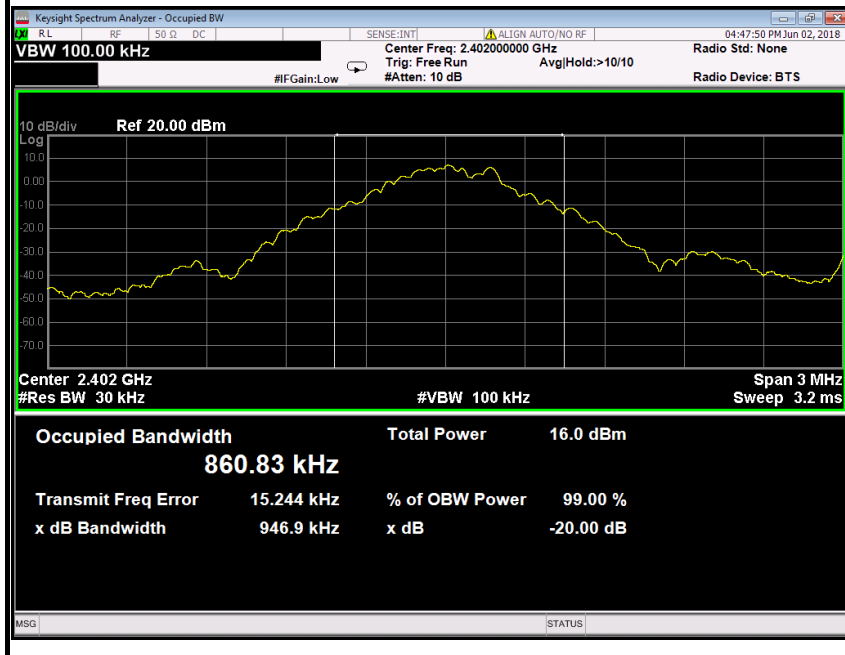 Keysight Spectrum Analyzer - Occupied BW
LXI RL RF 50 Ω DC SENSE:INT ALIGN AUTO/NO RF 04:47:50 PM Jun 02, 2018
VBW 100.00 kHz Center Freq: 2.402000000 GHz Radio Std: None
Trig: Free Run Avg|Hold:>10/10
#IFGain:Low #Atten: 10 dB Radio Device: BTS
10 dB/div Ref 20.00 dBm
Log
10.0
0.00
-10.0
-20.0
-30.0
-40.0
-50.0
-60.0
-70.0
Center 2.402 GHz Span 3 MHz
#Res BW 30 kHz #VBW 100 kHz Sweep 3.2 ms
Occupied Bandwidth Total Power 16.0 dBm
860.83 kHz
Transmit Freq Error 15.244 kHz % of OBW Power 99.00 %
x dB Bandwidth 946.9 kHz x dB -20.00 dB
MSG STATUS